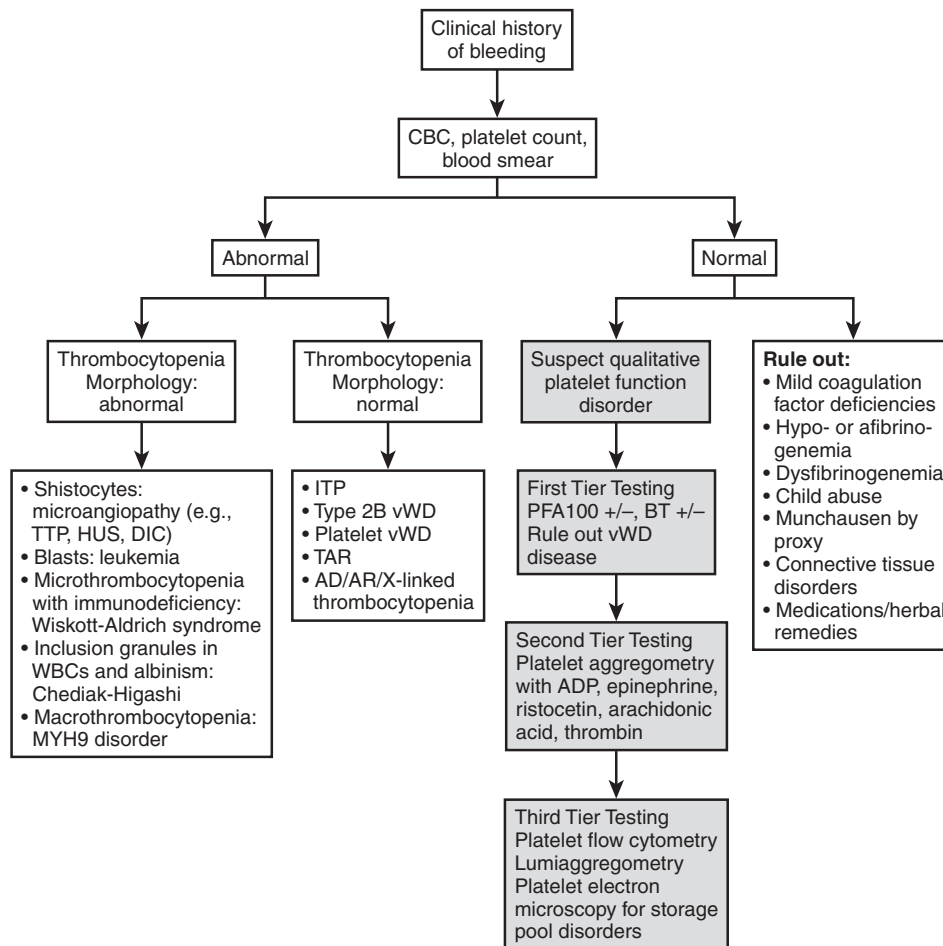 Clinical history
of bleeding
CBC, platelet count,
blood smear
Abnormal
Normal
Thrombocytopenia
Morphology:
abnormal
Thrombocytopenia
Morphology:
normal
Suspect qualitative
platelet function
disorder
Rule out:
• Mild coagulation
factor deficiencies
• Hypo- or afibrino-
genemia
• Dysfibrinogenemia
• Child abuse
• Munchausen by
proxy
• Connective tissue
disorders
• Medications/herbal
remedies
• Shistocytes:
microangiopathy (e.g.,
TTP, HUS, DIC)
• Blasts: leukemia
• Microthrombocytopenia
with immunodeficiency:
Wiskott-Aldrich syndrome
• Inclusion granules in
WBCs and albinism:
Chediak-Higashi
• Macrothrombocytopenia:
MYH9 disorder
• ITP
• Type 2B vWD
• Platelet vWD
• TAR
• AD/AR/X-linked
thrombocytopenia
First Tier Testing
PFA100 +/–, BT +/–
Rule out vWD
disease
Second Tier Testing
Platelet aggregometry
with ADP, epinephrine,
ristocetin, arachidonic
acid, thrombin
Third Tier Testing
Platelet flow cytometry
Lumiaggregometry
Platelet electron
microscopy for storage
pool disorders